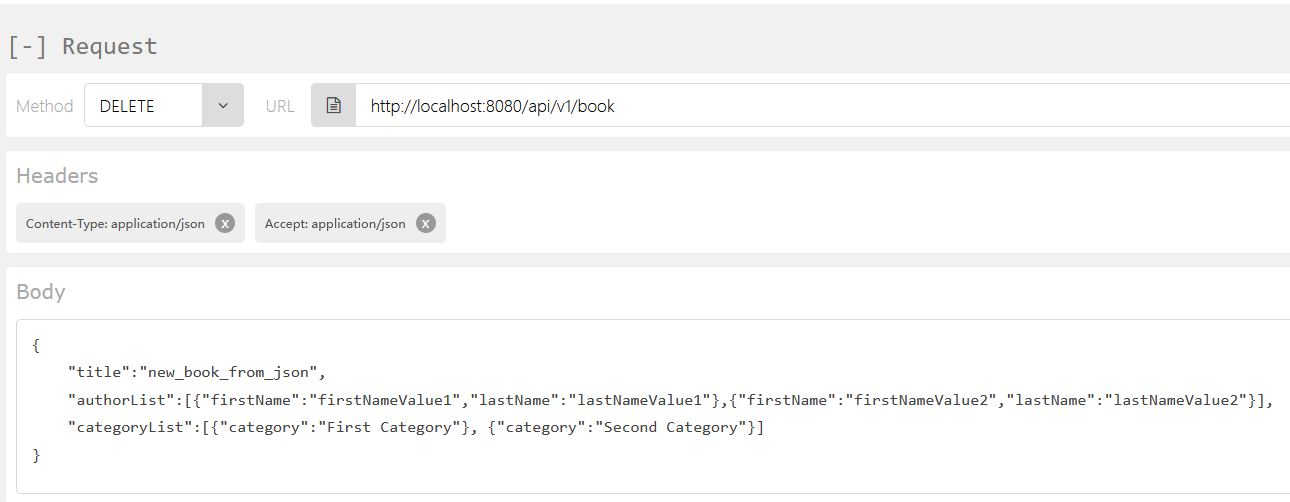 [-] Request
Method DELETE URL http://localhost:8080/api/v1/book
Headers
Content-Type: application/json x Accept: application/json x
Body
{
"title":"new_book_from_json",
"authorList":[{"firstName":"firstNameValue1","lastName":"lastNameValue1"},{"firstName":"firstNameValue2","lastName":"lastNameValue2"}],
"categoryList":[{"category":"First Category"}, {"category":"Second Category"}]
}